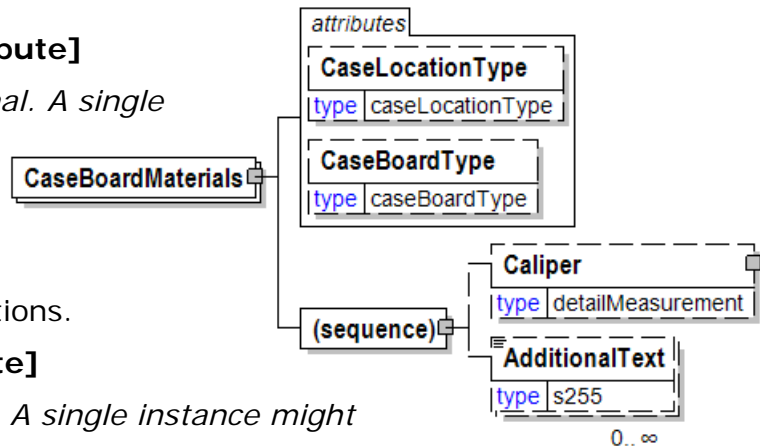 attributes
bute]
CaseLocationType
al. A single
type caseLocationType
CaseBoardType
CaseBoardMaterials
type caseBoardType
Caliper
tions.
type detailMeasurement
(sequence)
te]
AdditionalText
type s255
. A single instance might
0..∞